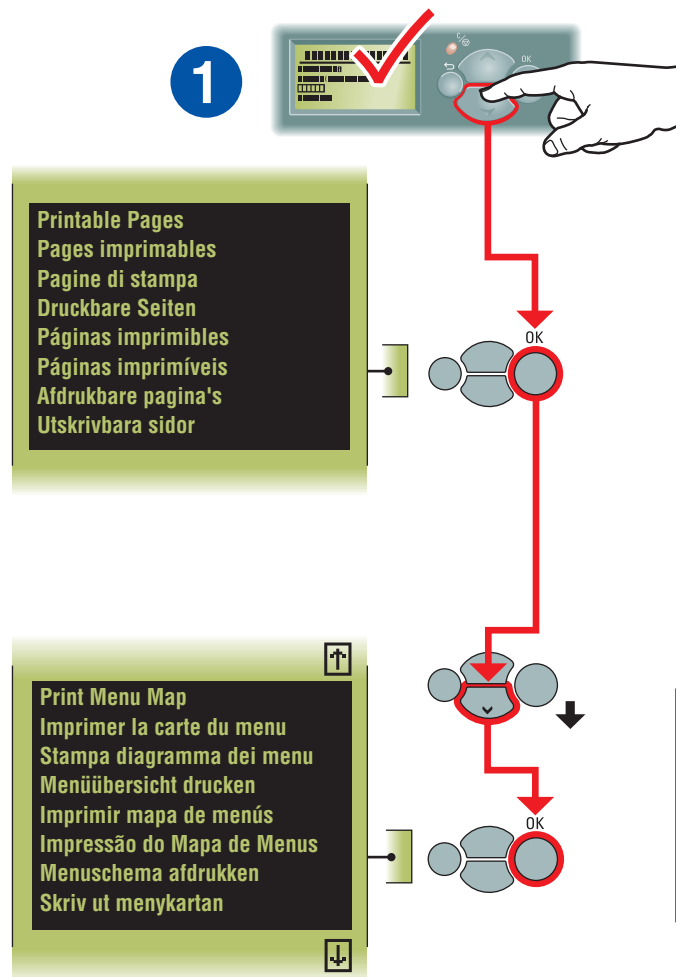 1
OK
Printable Pages
Pages imprimables
Pagine di stampa
Druckbare Seiten
Páginas imprimibles
Páginas imprimíveis
Afdrukbare pagina's
Utskrivbara sidor
OK
Print Menu Map
Imprimer la carte du menu
Stampa diagramma dei menu
Menüübersicht drucken
Imprimir mapa de menús
Impressão do Mapa de Menus
Menuschema afdrukken
Skriv ut menykartan
OK